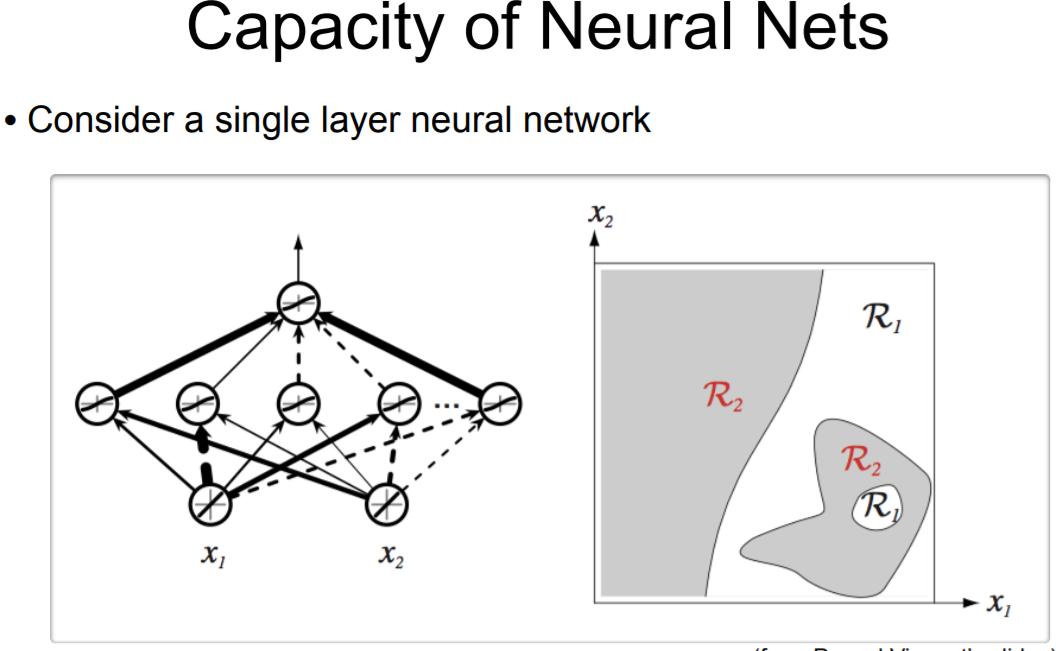 Capacity of Neural Nets
• Consider a single layer neural network
x₂
R₁
R₂
R₂
R₁
...
x₁ x₂
x₁